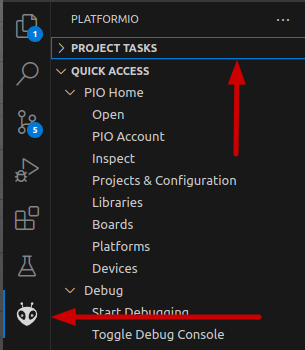 PLATFORMIO
1
PROJECT TASKS
QUICK ACCESS
PIO Home
Open
PIO Account
5
Inspect
Projects & Configuration
Libraries
Boards
Platforms
Devices
Debug
Start Debugging
Toggle Debug Console